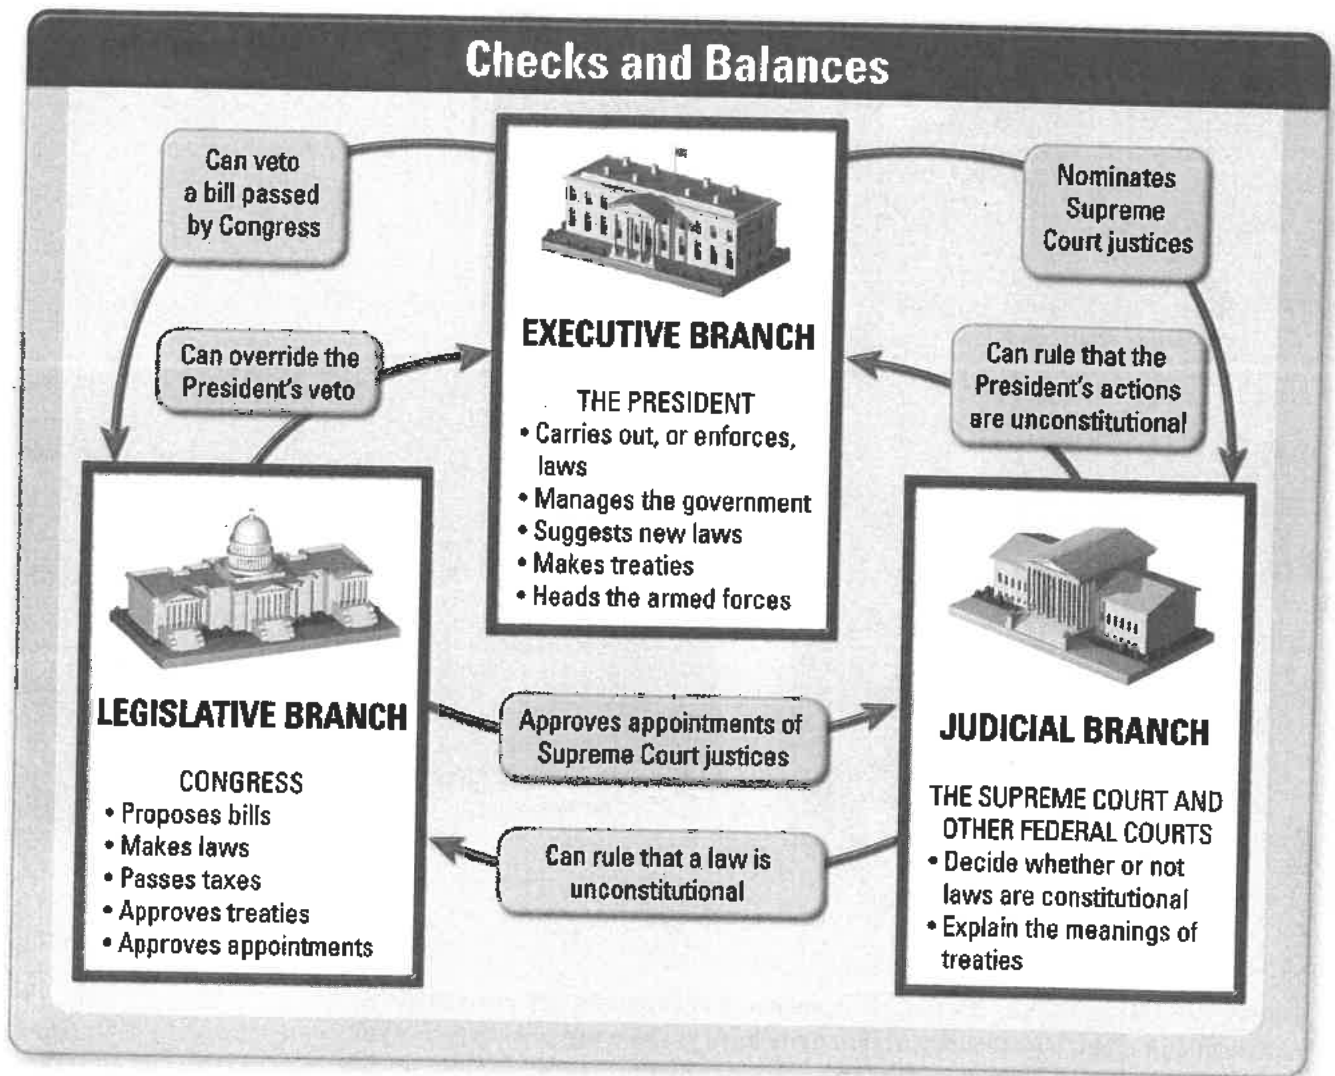 Checks and Balances
Can veto
a bill passed
by Congress
Nominates
Supreme
Court justices
Can override the
President's veto
Can rule that the
President's actions
are unconstitutional
EXECUTIVE BRANCH
THE PRESIDENT
• Carries out, or enforces,
laws
• Manages the government
• Suggests new laws
• Makes treaties
• Heads the armed forces
LEGISLATIVE BRANCH
CONGRESS
• Proposes bills
• Makes laws
• Passes taxes
• Approves treaties
• Approves appointments
Approves appointments of
Supreme Court justices
Can rule that a law is
unconstitutional
JUDICIAL BRANCH
THE SUPREME COURT AND
OTHER FEDERAL COURTS
• Decide whether or not
laws are constitutional
• Explain the meanings of
treaties